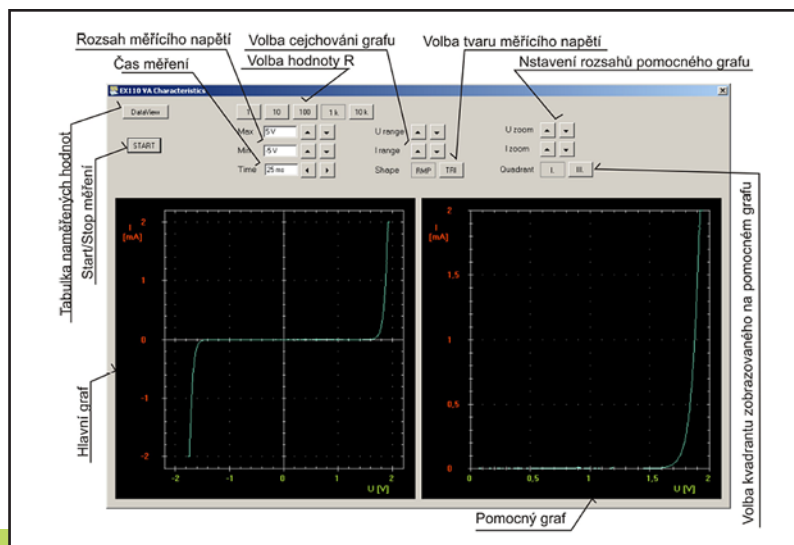 Rozsah měřícího napětí
Volba cejchováni grafu
Volba tvaru měřícího napětí
Čas měření
Volba hodnoty R
Nstavení rozsahů pomocného grafu
EX110 VA Characteristics
DataView
1 10 100 1 k 10 k
START
Max 5 V
Min -5 V
Time 25 ms
U range
I range
Shape RMP TRI
U zoom
I zoom
Quadrant I. III.
Tabulka naměřených hodnot
Start/Stop měření
Hlavní graf
Volba kvadrantu zobrazovaného na pomocném grafu
I
[mA]
2
1
0
-1
-2
-2 -1 0 1 2
U [V]
I
[mA]
2
1,5
1
0,5
0
0 0,5 1 1,5 2
U [V]
Pomocný graf